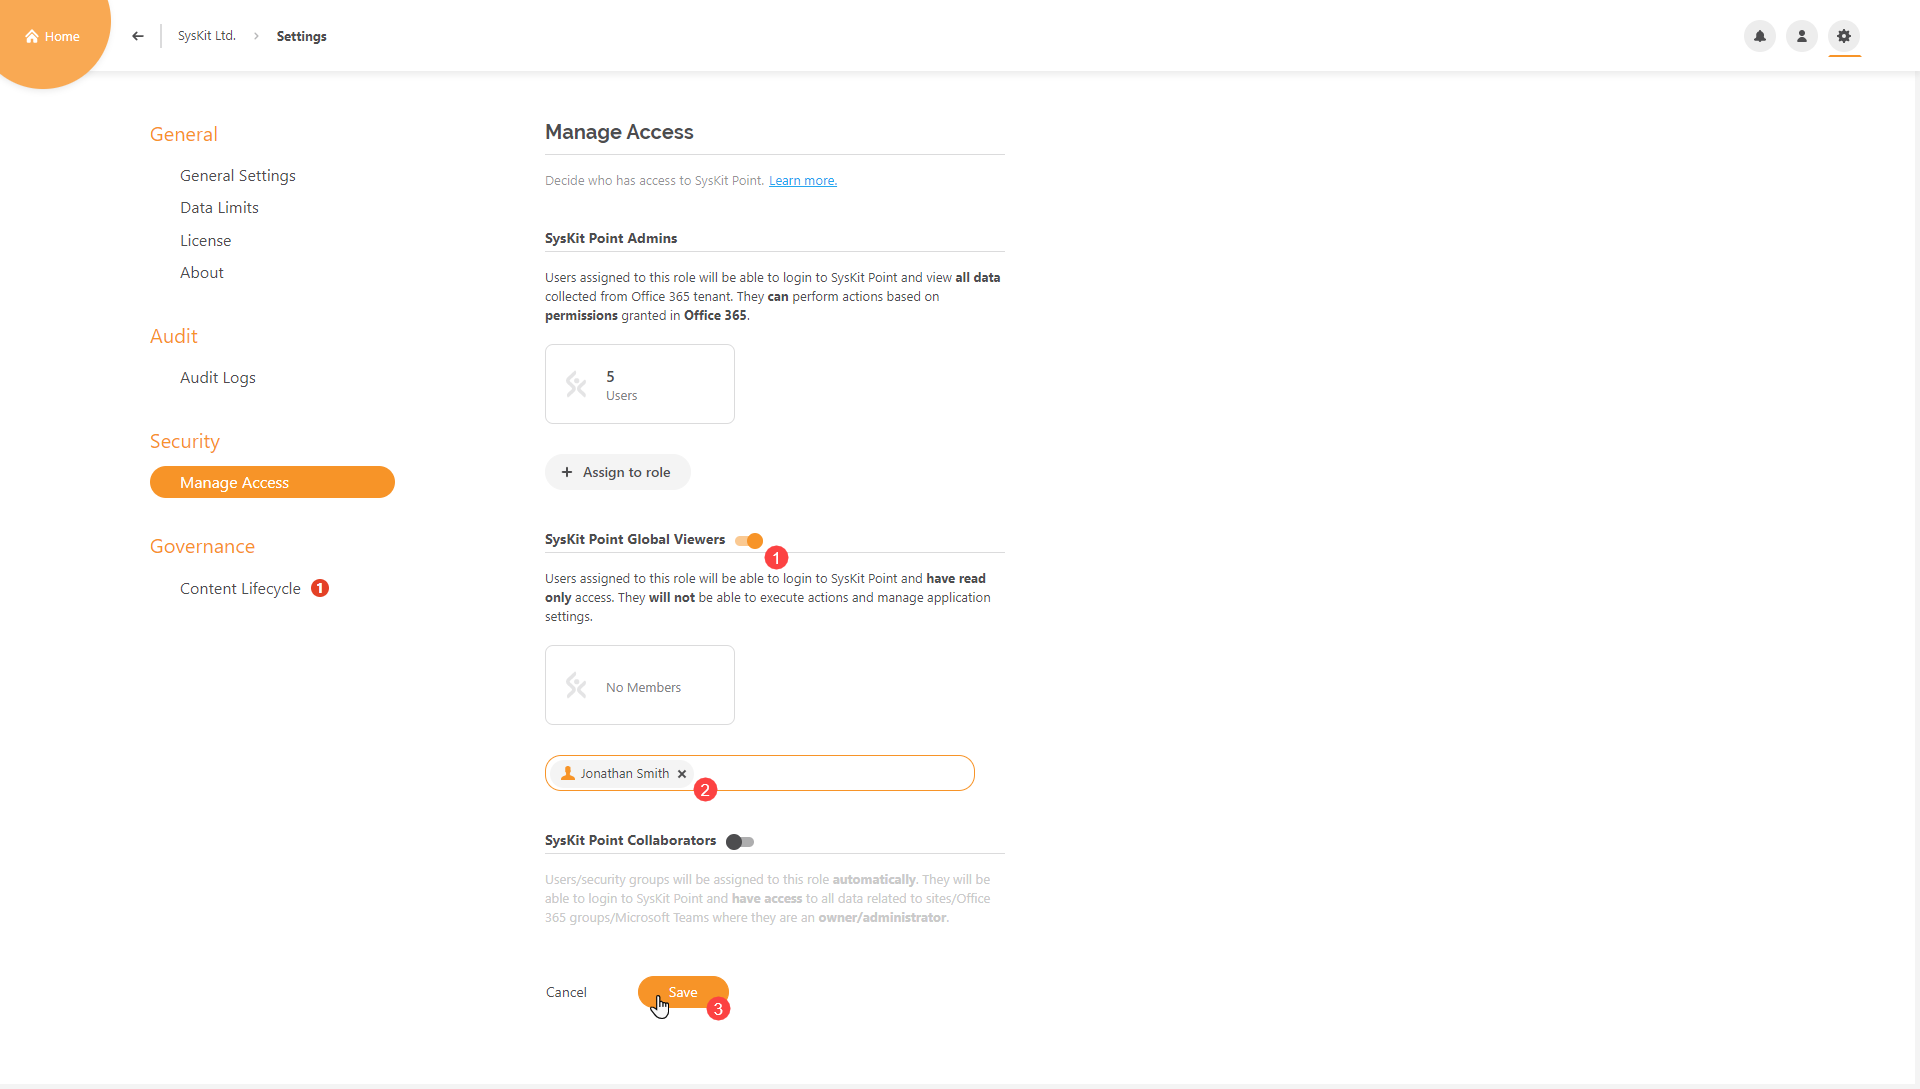 Home
SysKit Ltd. > Settings
General
General Settings
Data Limits
License
About
Audit
Audit Logs
Security
Manage Access
Governance
Content Lifecycle 1
Manage Access
Decide who has access to SysKit Point. Learn more.
SysKit Point Admins
Users assigned to this role will be able to login to SysKit Point and view all data
collected from Office 365 tenant. They can perform actions based on
permissions granted in Office 365.
5
Users
+ Assign to role
SysKit Point Global Viewers
1
Users assigned to this role will be able to login to SysKit Point and have read
only access. They will not be able to execute actions and manage application
settings.
No Members
Jonathan Smith
2
SysKit Point Collaborators
Users/security groups will be assigned to this role automatically. They will be
able to login to SysKit Point and have access to all data related to sites/Office
365 groups/Microsoft Teams where they are an owner/administrator.
Cancel
Save
3